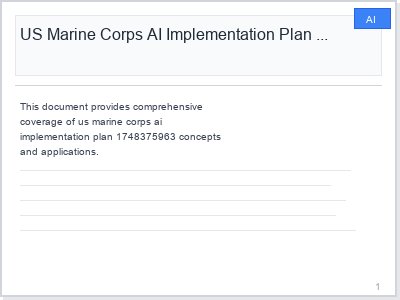 AI
US Marine Corps AI Implementation Plan ...
This document provides comprehensive
coverage of us marine corps ai
implementation plan 1748375963 concepts
and applications.
1